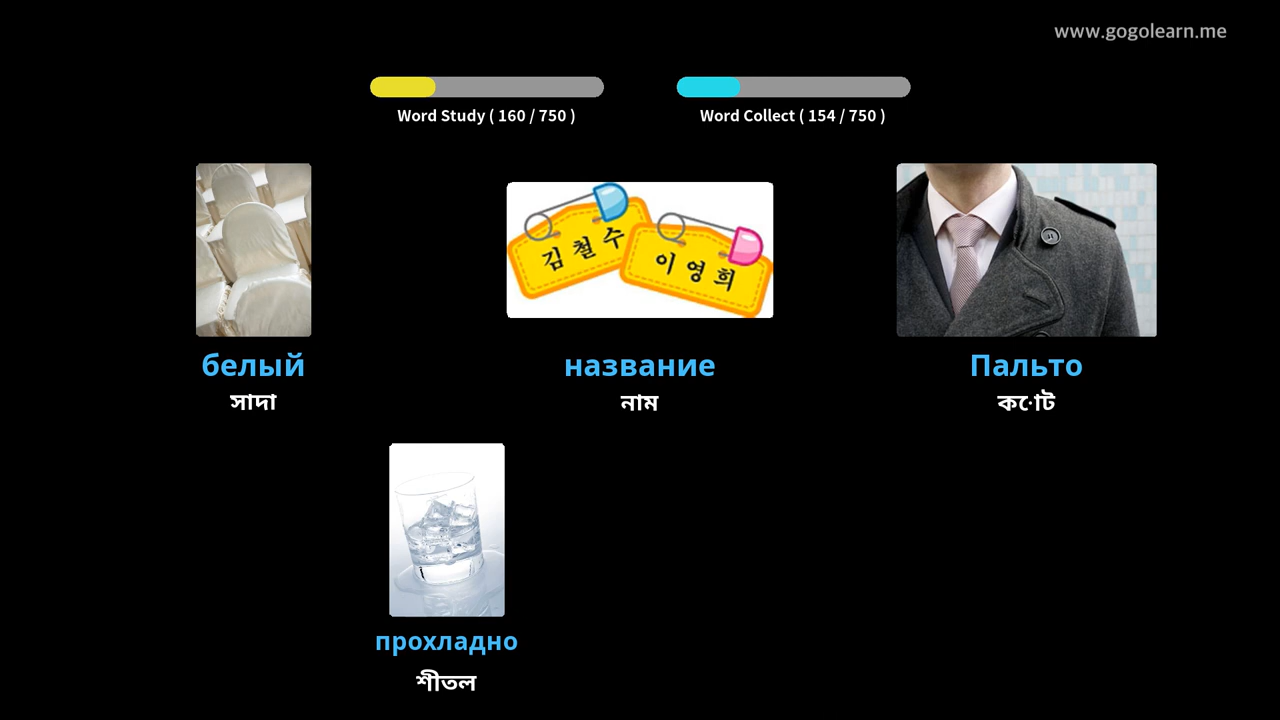 www.gogolearn.me
Word Study ( 160 / 750 )
Word Collect ( 154 / 750 )
김철수
이영희
белый
название
Пальто
সাদা
নাম
কোট
прохладно
শীতল